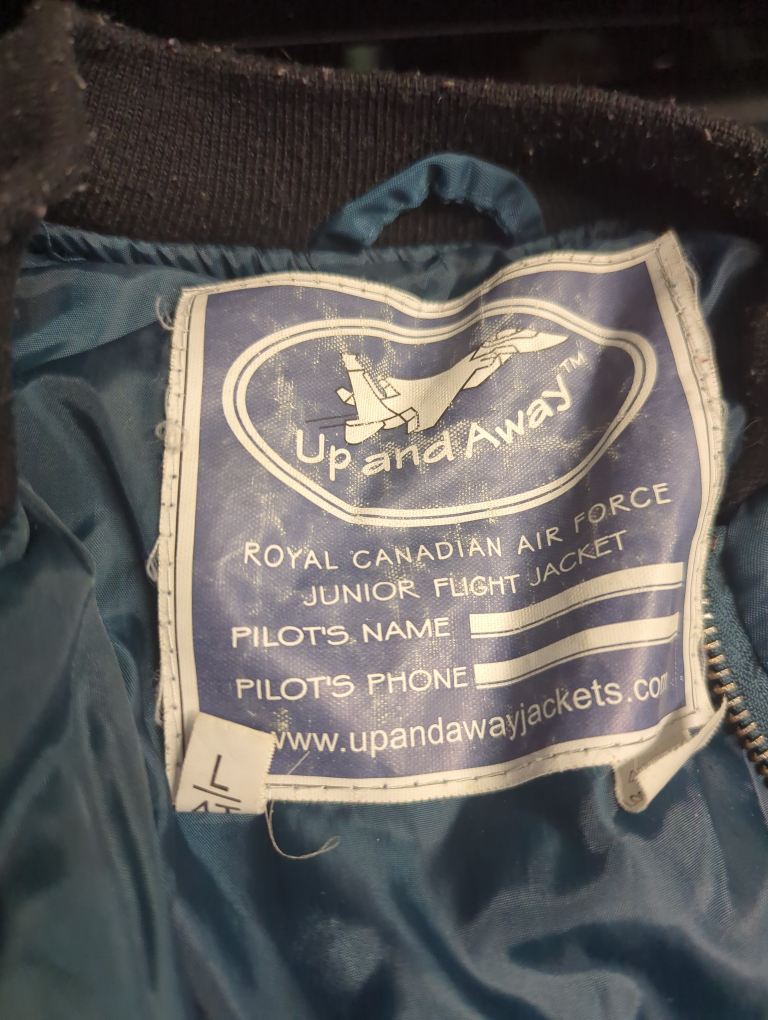 Up and Away™
ROYAL CANADIAN AIR FORCE
JUNIOR FLIGHT JACKET
PILOT'S NAME
PILOT'S PHONE
www.upandawayjackets.com
L